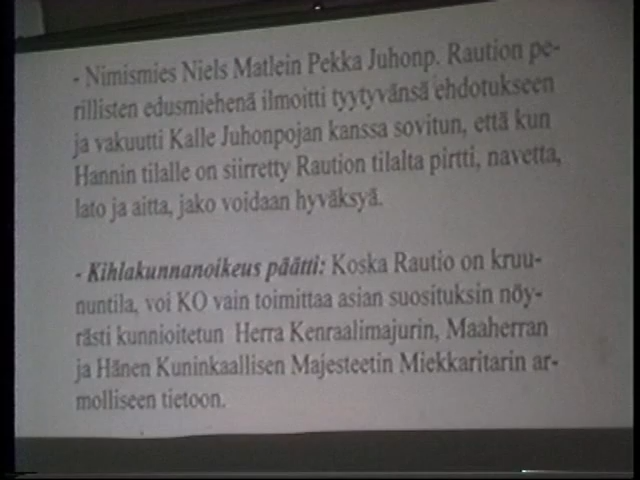 - Nimismies Niels Matlein Pekka Juhonp. Raution pe-
rillisten edusmiehenä ilmoitti tyytyvänsä ehdotukseen
ja vakuutti Kalle Juhonpojan kanssa sovitun, että kun
Hannin tilalle on siirretty Raution tilalta pirtti, navetta,
lato ja aitta, jako voidaan hyväksyä.
- Kihlakunnanoikeus päätti: Koska Rautio on kruu-
nuntila, voi KO vain toimittaa asian suosituksin nöy-
rästi kunnioitetun Herra Kenraalimajurin, Maaherran
ja Hänen Kuninkaallisen Majesteetin Miekkaritarin ar-
molliseen tietoon.